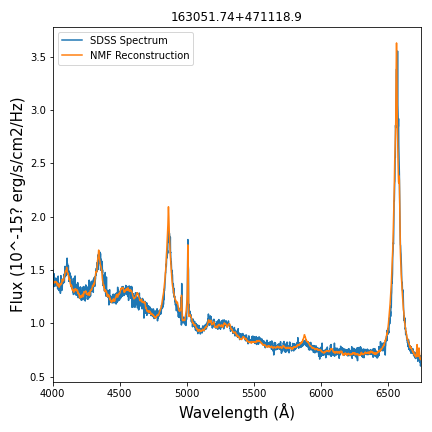 163051.74+471118.9
SDSS Spectrum
NMF Reconstruction
Flux (10^-15? erg/s/cm2/Hz)
3.5
3.0
2.5
2.0
1.5
1.0
0.5
4000 4500 5000 5500 6000 6500
Wavelength (Å)